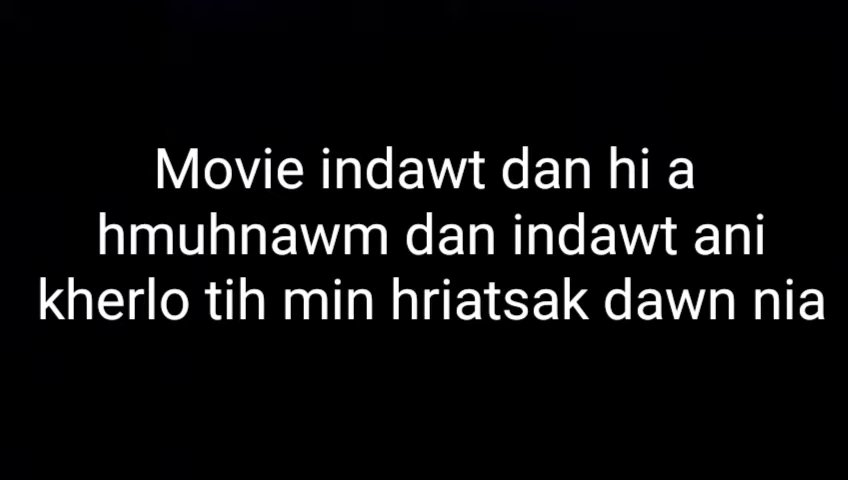 Movie indawt dan hi a
hmuhnawm dan indawt ani
kherlo tih min hriatsak dawn nia